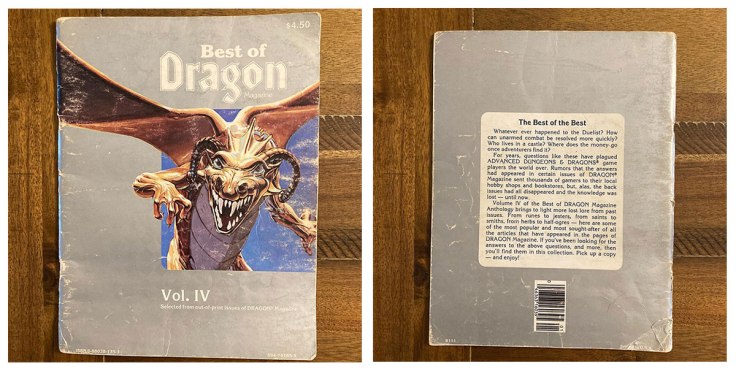 $4.50
Best of
Dragon
Magazine
Vol. IV
Selected from out-of-print issues of DRAGON® Magazine
The Best of the Best
Whatever ever happened to the Duelist? How
can unarmed combat be resolved more quickly?
Who lives in a castle? Where does the money go
once adventurers find it?
For years, questions like these have plagued
ADVANCED DUNGEONS & DRAGONS® game
players the world over. Rumors that the answers
had appeared in certain issues of DRAGON®
Magazine sent thousands of gamers to their local
hobby shops and bookstores, but, alas, the back
issues had all disappeared and the knowledge was
lost — until now.
Volume IV of the Best of DRAGON Magazine
Anthology brings to light more lost lore from past
issues. From runes to jesters, from saints to
smiths, from herbs to half-ogres — here are some
of the most popular and most sought-after of all
the articles that have appeared in the pages of
DRAGON Magazine. If you've been looking for the
answers to the above questions, and more, then
you'll find them in this collection. Pick up a copy
— and enjoy!